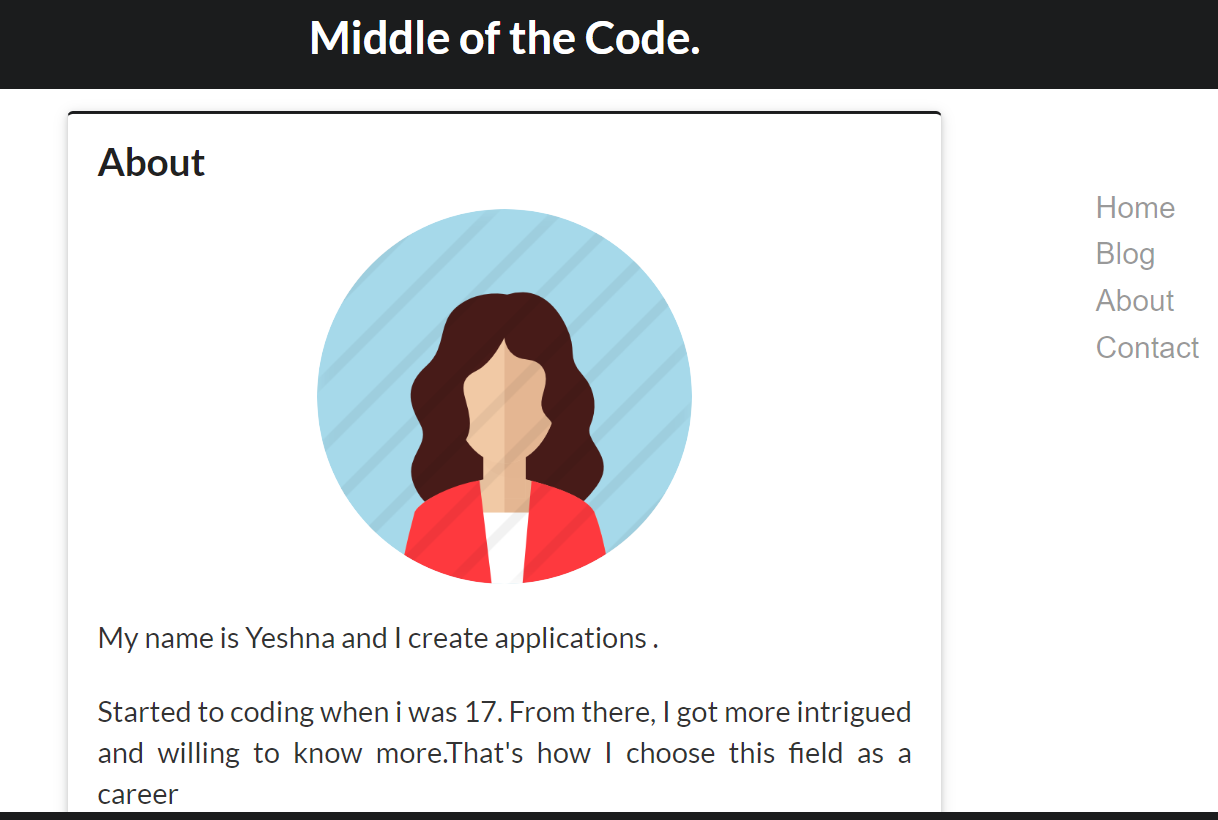 Middle of the Code.
About
Home
Blog
About
Contact
My name is Yeshna and I create applications .
Started to coding when i was 17. From there, I got more intrigued
and willing to know more.That's how I choose this field as a
career